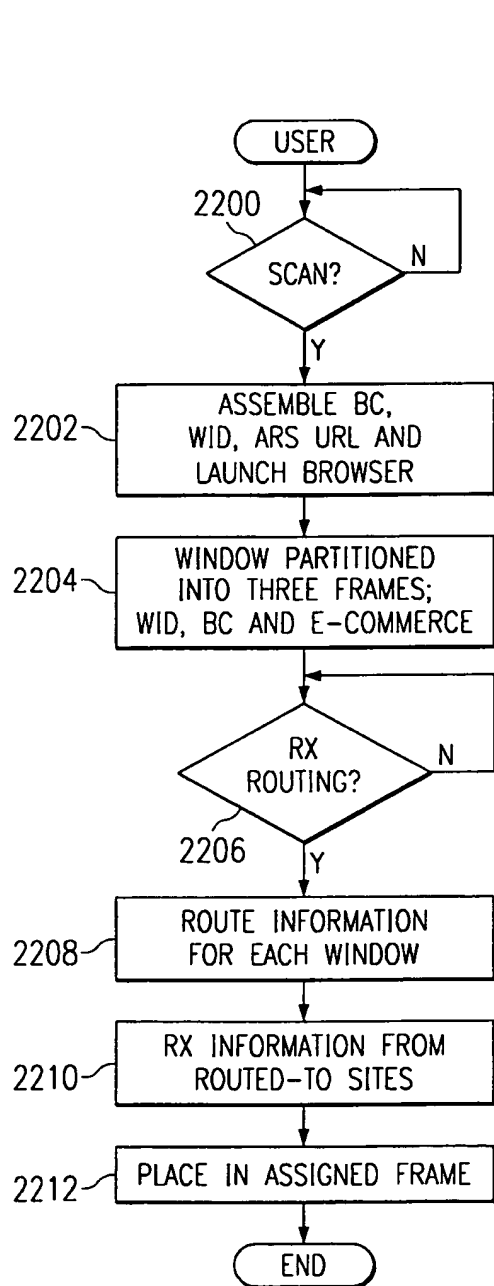 USER
2200
SCAN?
N
Y
2202
ASSEMBLE BC,
WID, ARS URL AND
LAUNCH BROWSER
2204
WINDOW PARTITIONED
INTO THREE FRAMES;
WID, BC AND E-COMMERCE
RX
ROUTING?
N
2206
Y
2208
ROUTE INFORMATION
FOR EACH WINDOW
2210
RX INFORMATION FROM
ROUTED-TO SITES
2212
PLACE IN ASSIGNED FRAME
END